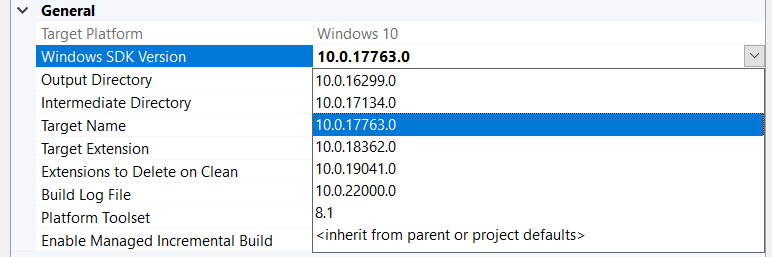 General
Target Platform Windows 10
Windows SDK Version 10.0.17763.0
Output Directory 10.0.16299.0
Intermediate Directory 10.0.17134.0
Target Name 10.0.17763.0
Target Extension 10.0.18362.0
Extensions to Delete on Clean 10.0.19041.0
Build Log File 10.0.22000.0
Platform Toolset 8.1
Enable Managed Incremental Build <inherit from parent or project defaults>